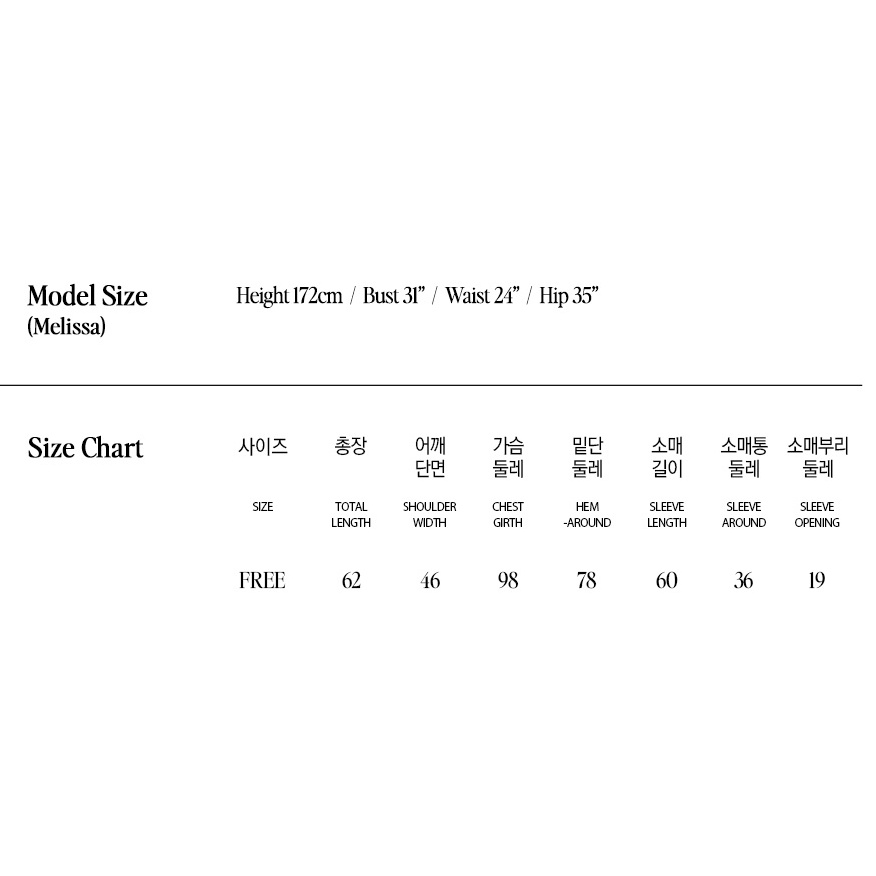 Model Size
(Melissa)
Height 172cm / Bust 31” / Waist 24” / Hip 35”
Size Chart
사이즈 총장 어깨 가슴 밑단 소매 소매통 소매부리
단면 둘레 둘레 길이 둘레 둘레
SIZE TOTAL SHOULDER CHEST HEM SLEEVE SLEEVE SLEEVE
LENGTH WIDTH GIRTH -AROUND LENGTH AROUND OPENING
FREE 62 46 98 78 60 36 19